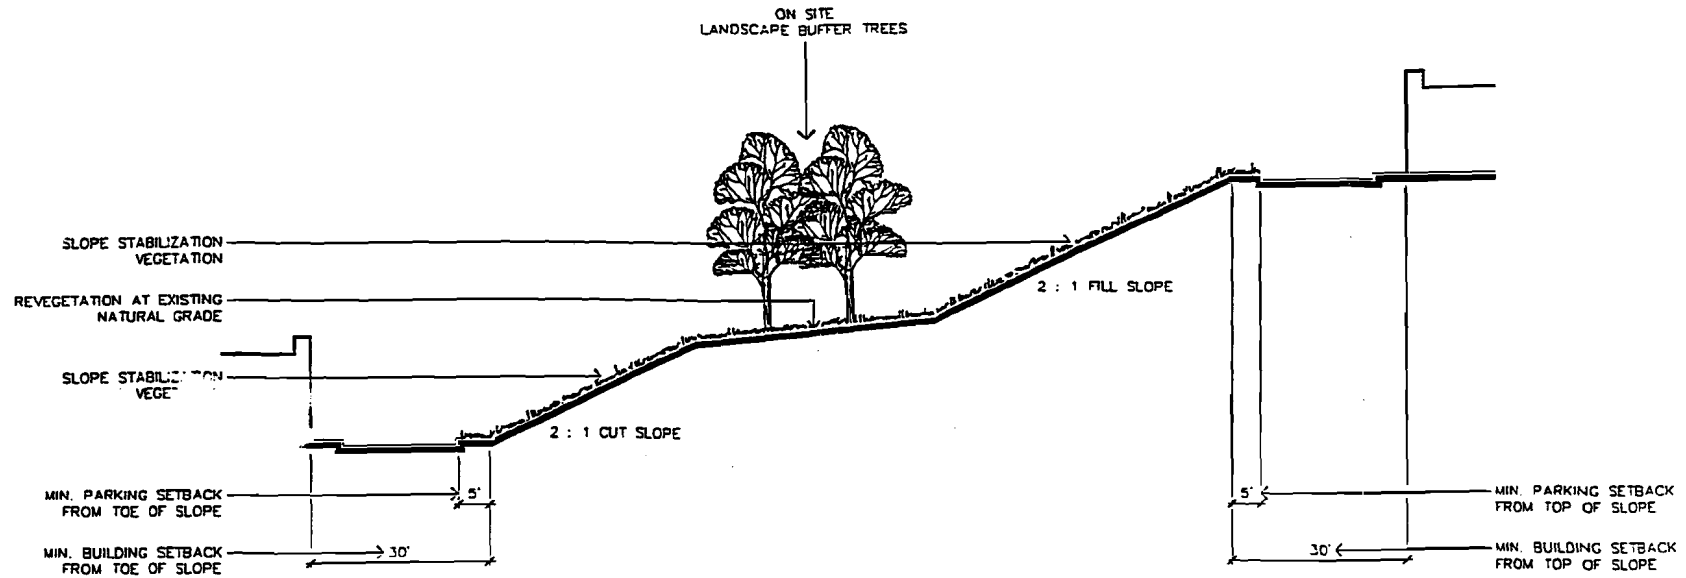 ON SITE
LANDSCAPE BUFFER TREES
SLOPE STABILIZATION
VEGETATION
REVEGETATION AT EXISTING
NATURAL GRADE
2 : 1 FILL SLOPE
SLOPE
2 : 1 CUT SLOPE
MIN. PARKING SETBACK
FROM TOE OF SLOPE
5'
5'
MIN. PARKING SETBACK
FROM TOP OF SLOPE
MIN. BUILDING SETBACK
FROM TOE OF SLOPE
30'
30'
MIN. BUILDING SETBACK
FROM TOP OF SLOPE